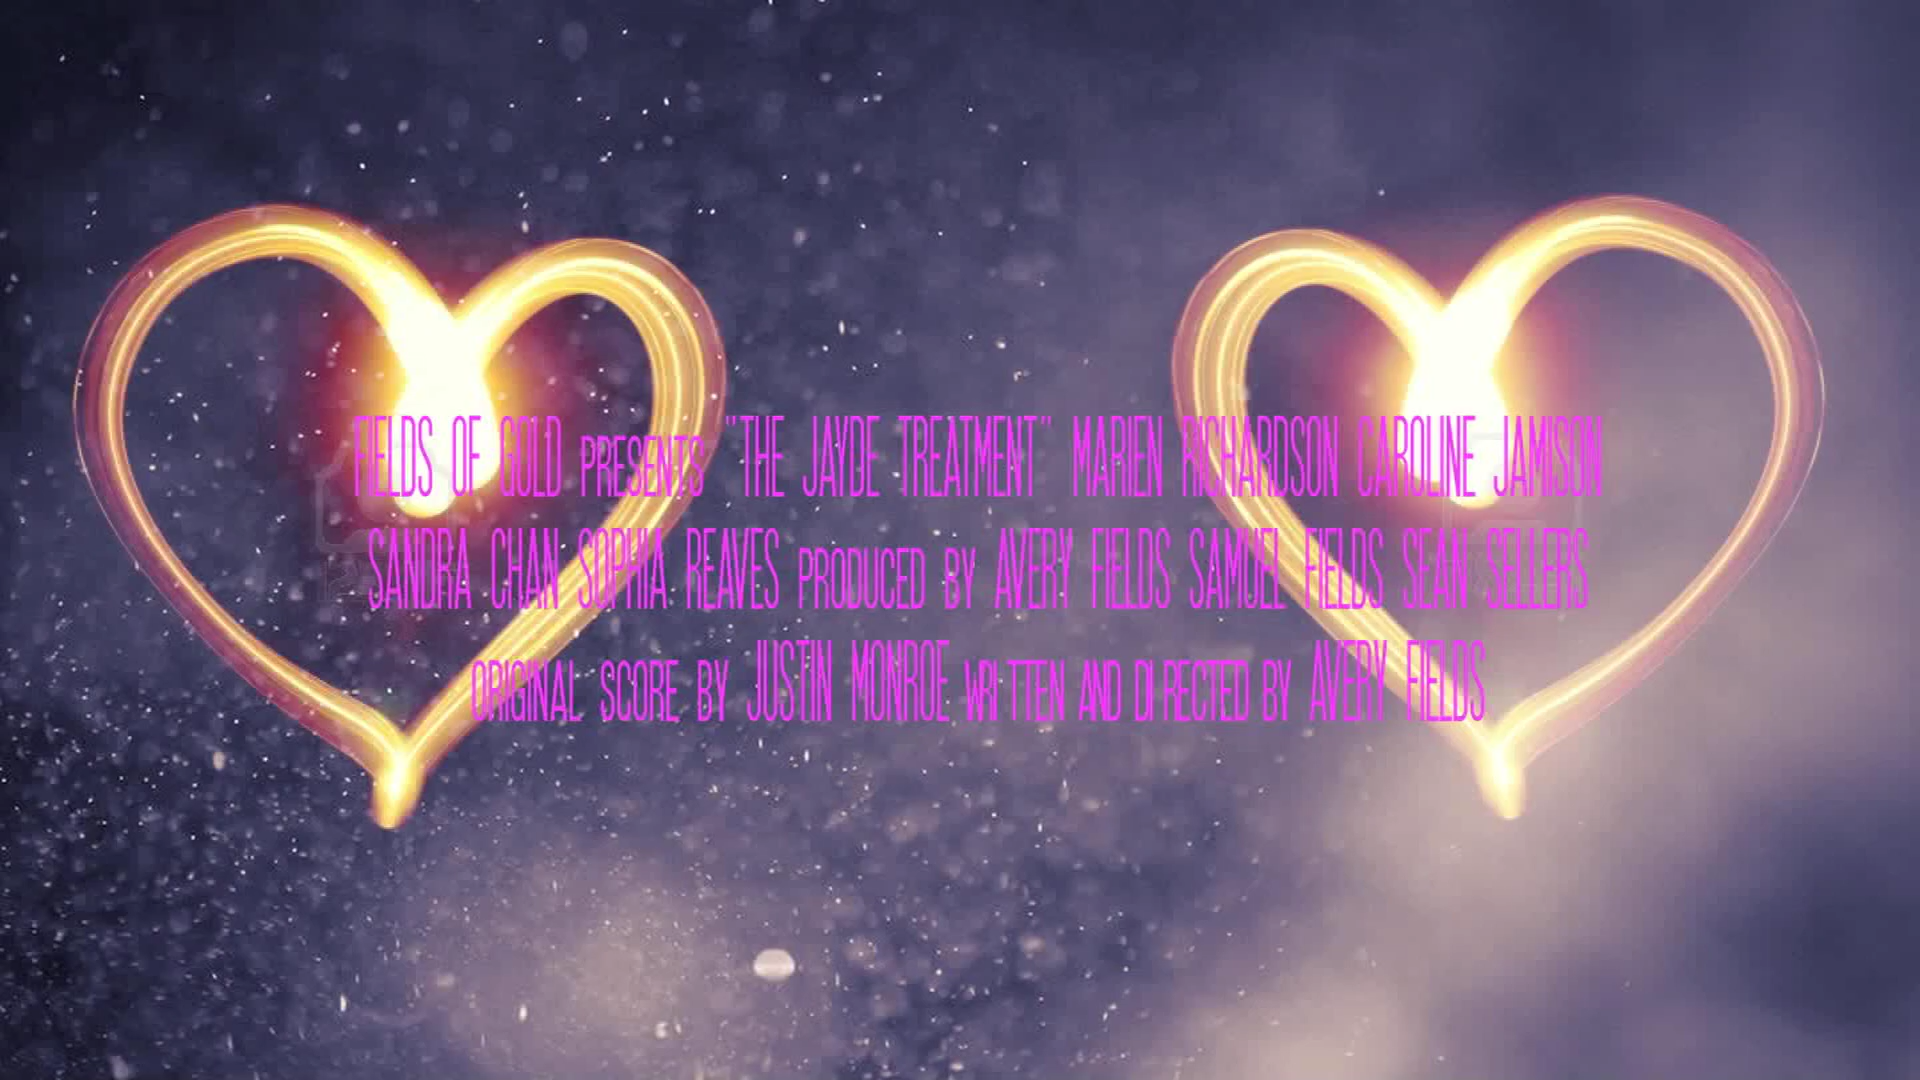 FIELDS OF GOLD PRESENTS "THE JAYDE TREATMENT" MARIEN RICHARDSON CAROLINE JAMISON
SANDRA CHAN SOPHIA REAVES PRODUCED BY AVERY FIELDS SAMUEL FIELDS SEAN SELLERS
ORIGINAL SCORE BY JUSTIN MONROE WRITTEN AND DIRECTED BY AVERY FIELDS